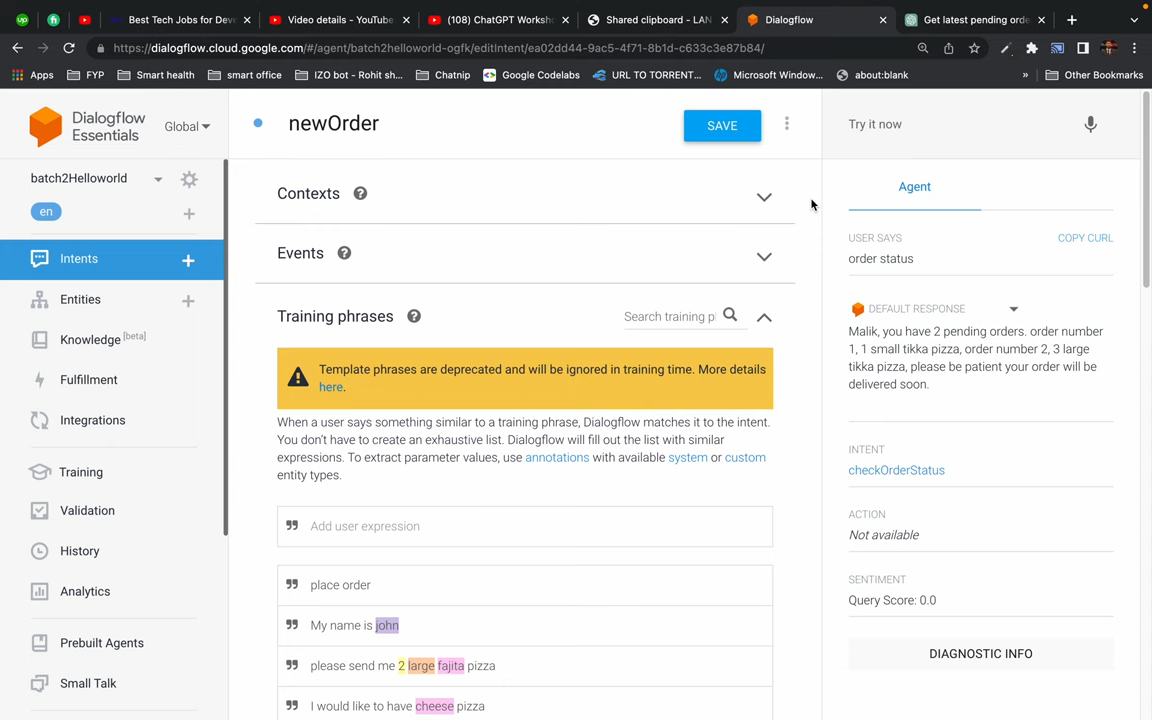 Best Tech Jobs for Deve
Video details - YouTube
(108) ChatGPT Worksho
Shared clipboard - LAN
Dialogflow
Get latest pending orde
https://dialogflow.cloud.google.com/#/agent/batch2helloworld-ogfk/editIntent/ea02dd44-9ac5-4f71-8b1d-c633c3e87b84/
Apps
FYP
Smart health
smart office
IZO bot - Rohit sh...
Chatnip
Google Codelabs
URL TO TORRENT...
Microsoft Window...
about:blank
»
Other Bookmarks
Dialogflow
Essentials
Global
batch2Helloworld
en
Intents
Entities
Knowledge [beta]
Fulfillment
Integrations
Training
Validation
History
Analytics
Prebuilt Agents
Small Talk
newOrder
SAVE
Contexts
Events
Training phrases
Search training p
Template phrases are deprecated and will be ignored in training time. More details
here.
When a user says something similar to a training phrase, Dialogflow matches it to the intent.
You don't have to create an exhaustive list. Dialogflow will fill out the list with similar
expressions. To extract parameter values, use annotations with available system or custom
entity types.
Add user expression
place order
My name is john
please send me 2 large fajita pizza
I would like to have cheese pizza
Try it now
Agent
USER SAYS
COPY CURL
order status
DEFAULT RESPONSE
Malik, you have 2 pending orders. order number
1, 1 small tikka pizza, order number 2, 3 large
tikka pizza, please be patient your order will be
delivered soon.
INTENT
checkOrderStatus
ACTION
Not available
SENTIMENT
Query Score: 0.0
DIAGNOSTIC INFO